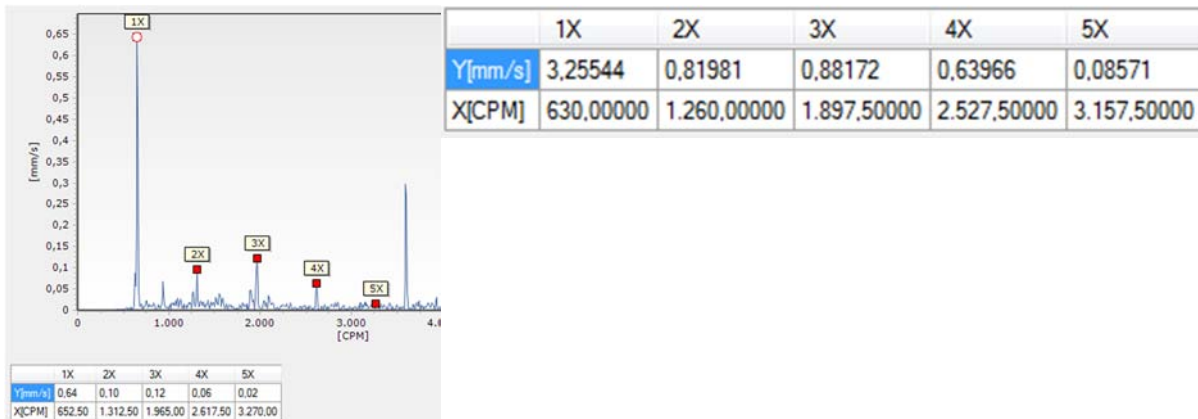 1X
0,65
0,6
0,55
0,5
0,45
0,4
0,35
0,3
0,25
0,2
0,15
0,1
0,05
0
[mm/s]
2X
3X
4X
5X
0 1.000 2.000 3.000
[CPM]
1X 2X 3X 4X 5X
Y[mm/s] 0,64 0,10 0,12 0,06 0,02
X[CPM] 652,50 1.312,50 1.965,00 2.617,50 3.270,00
1X 2X 3X 4X 5X
Y[mm/s] 3,25544 0,81981 0,88172 0,63966 0,08571
X[CPM] 630,00000 1.260,00000 1.897,50000 2.527,50000 3.157,50000